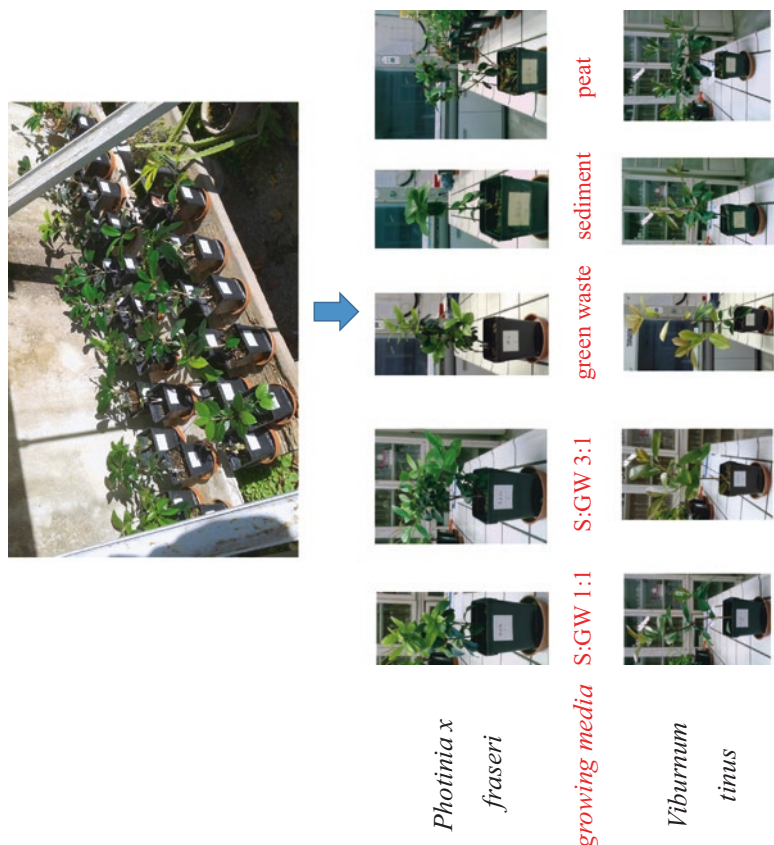 Photinia x
fraseri
growing media
S:GW 1:1
S:GW 3:1
green waste
sediment
peat
Viburnum
tinus